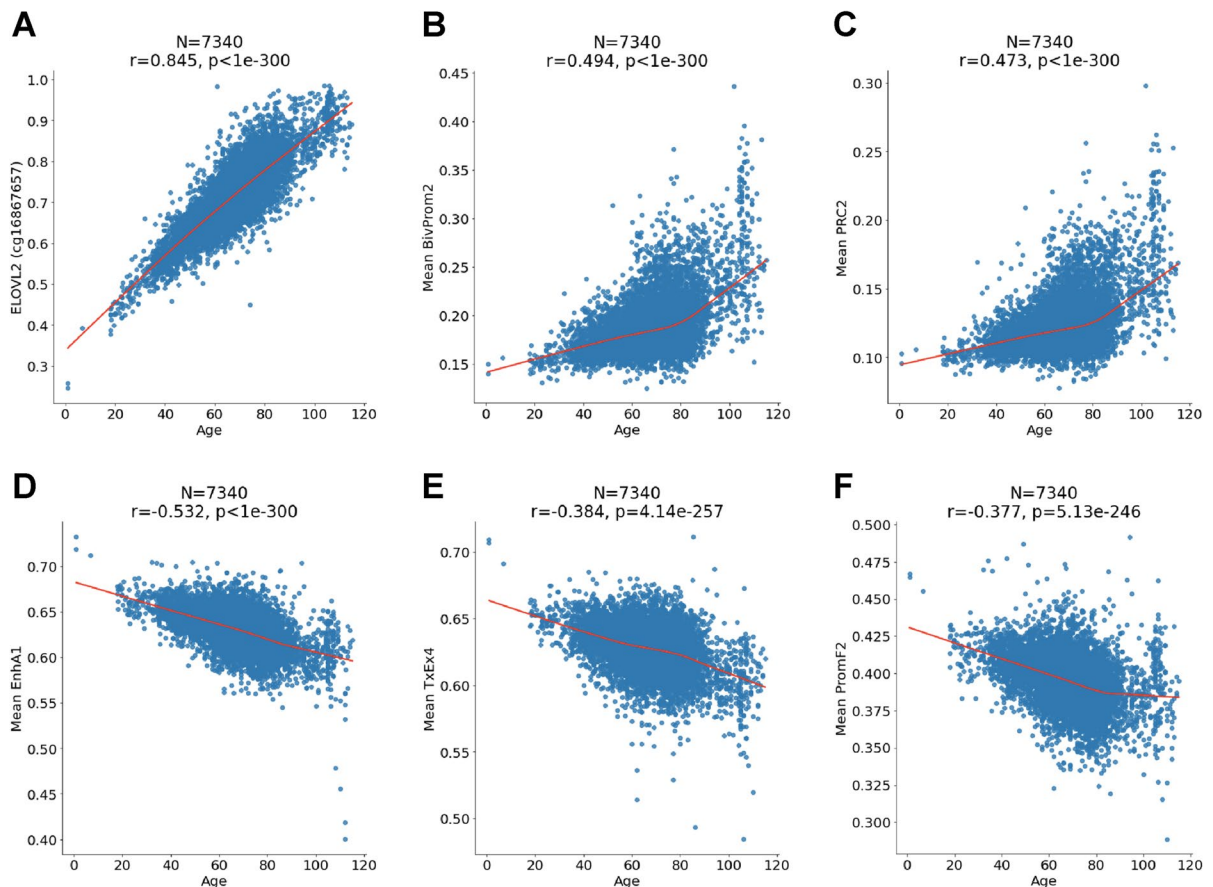 A
N=7340
r=0.845, p<1e-300
ELOVL2 (cg16867657)
1.0
0.9
0.8
0.7
0.6
0.5
0.4
0.3
0 20 40 60 80 100 120
Age
B
N=7340
r=0.494, p<1e-300
Mean BivProm2
0.45
0.40
0.35
0.30
0.25
0.20
0.15
0 20 40 60 80 100 120
Age
C
N=7340
r=0.473, p<1e-300
Mean PRC2
0.30
0.25
0.20
0.15
0.10
0 20 40 60 80 100 120
Age
D
N=7340
r=-0.532, p<1e-300
Mean EnhA1
0.70
0.65
0.60
0.55
0.50
0.45
0.40
0 20 40 60 80 100 120
Age
E
N=7340
r=-0.384, p=4.14e-257
Mean TxEx4
0.70
0.65
0.60
0.55
0.50
0 20 40 60 80 100 120
Age
F
N=7340
r=-0.377, p=5.13e-246
Mean PromF2
0.500
0.475
0.450
0.425
0.400
0.375
0.350
0.325
0.300
0 20 40 60 80 100 120
Age